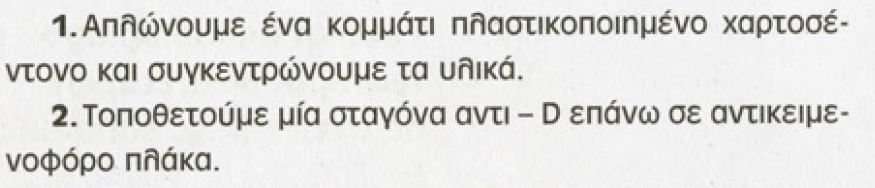 1. Απλώνουμε ένα κομμάτι πλαστικοποιημένο χαρτοσέ-
ντονο και συγκεντρώνουμε τα υλικά.
2. Τοποθετούμε μία σταγόνα αντι – D επάνω σε αντικειμε-
νοφόρο πλάκα.